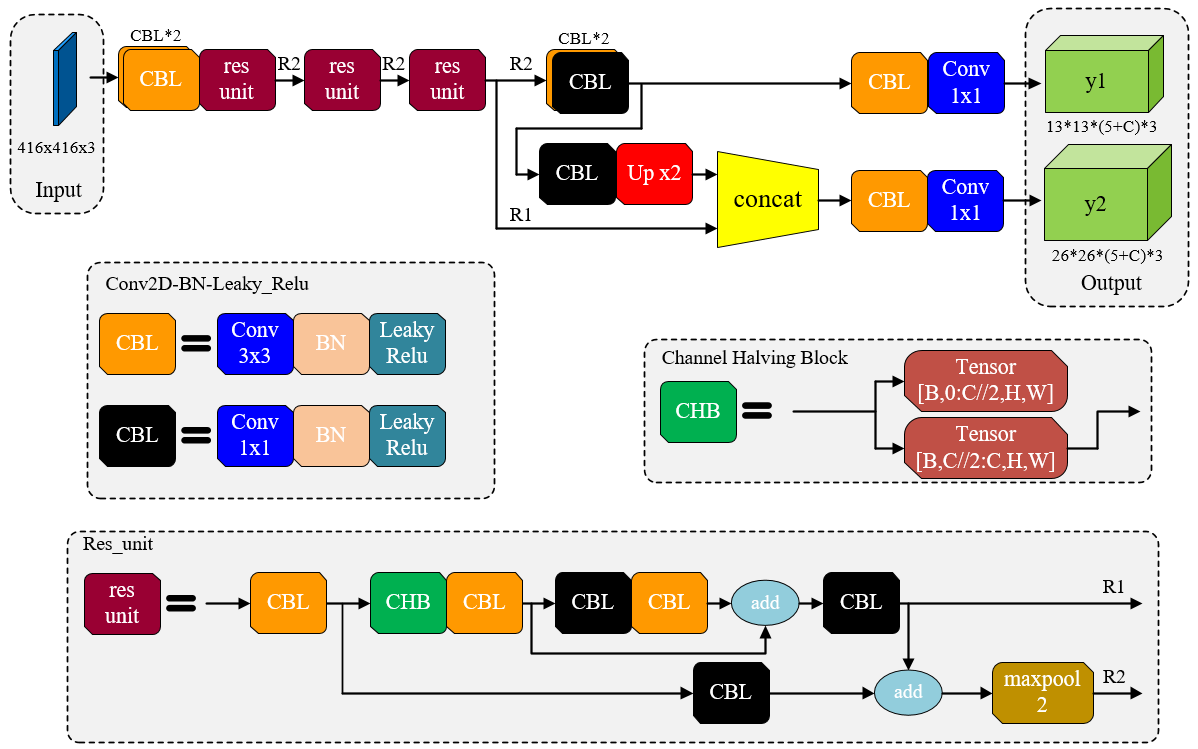 CBL*2
CBL
res
unit
R2
res
unit
R2
res
unit
R2
CBL*2
CBL
CBL
Conv
1x1
y1
13*13*(5+C)*3
416x416x3
Input
CBL
Up x2
R1
concat
CBL
Conv
1x1
y2
26*26*(5+C)*3
Output
Conv2D-BN-Leaky_Relu
CBL
Conv
3x3
BN
Leaky
Relu
CBL
Conv
1x1
BN
Leaky
Relu
Channel Halving Block
CHB
Tensor
[B,0:C//2,H,W]
Tensor
[B,C//2:C,H,W]
Res_unit
res
unit
CBL
CHB
CBL
CBL
CBL
add
CBL
R1
CBL
add
maxpool
2
R2